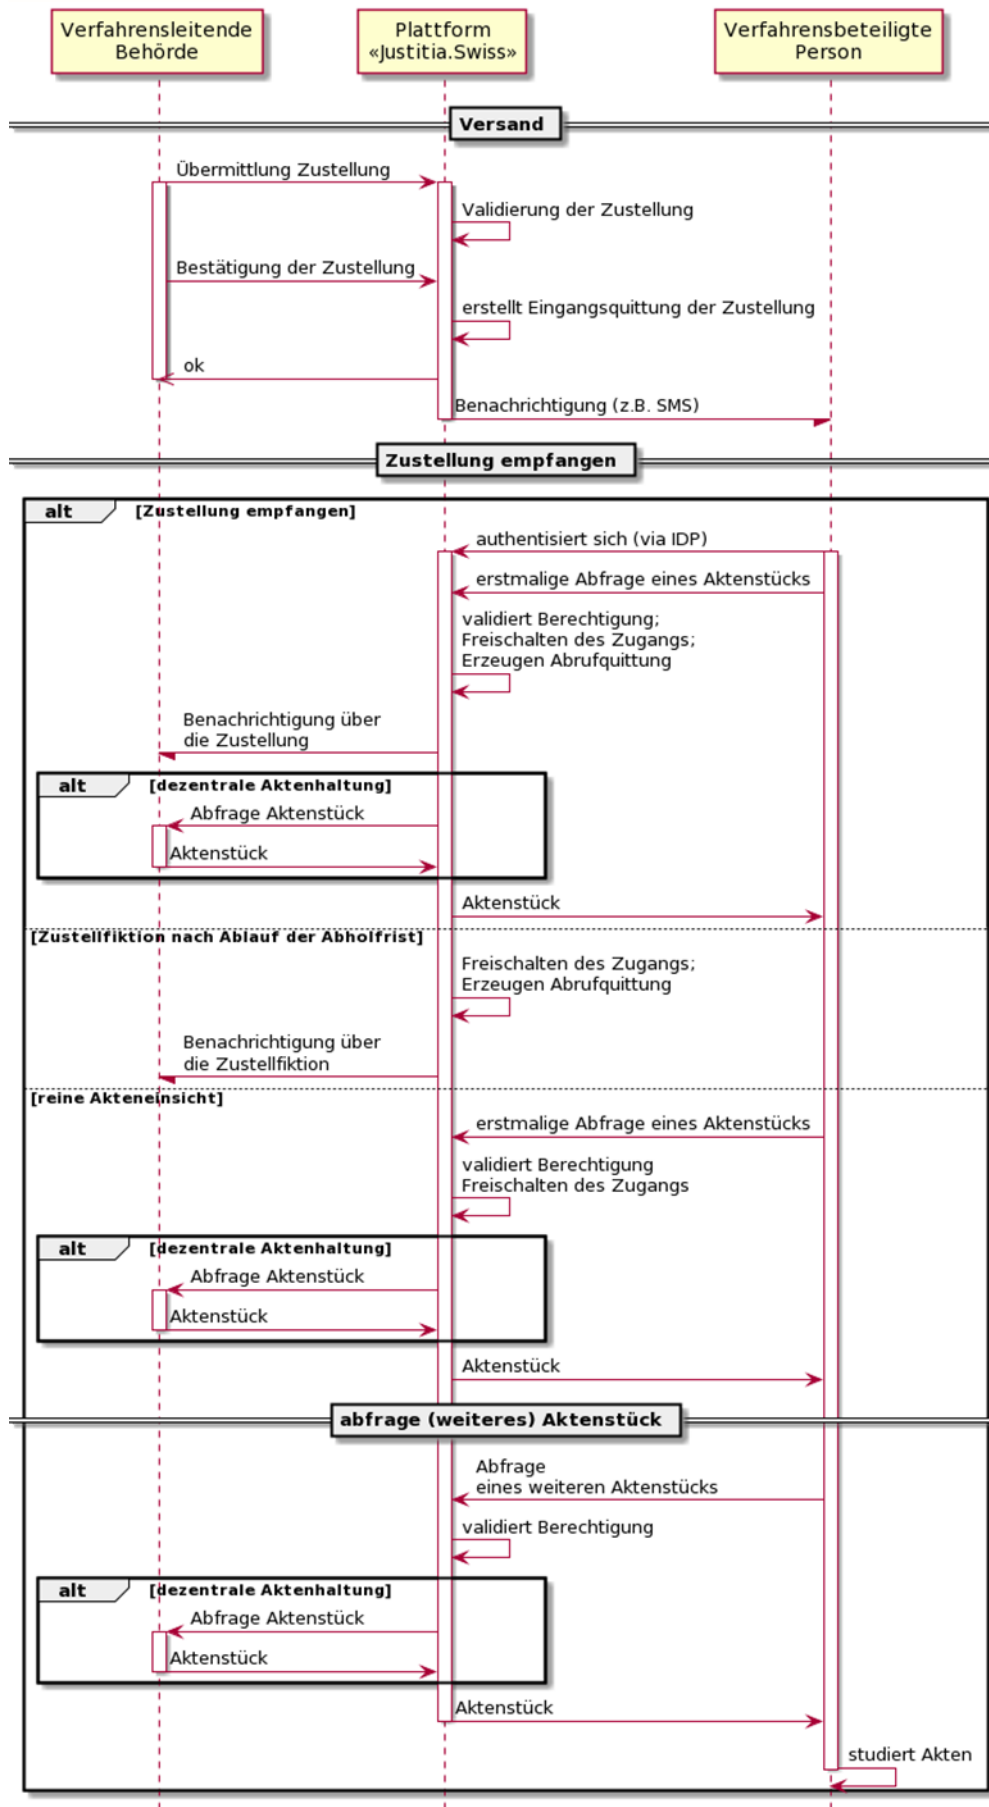 Verfahrensleitende
Behörde
Plattform
«Justitia.Swiss»
Verfahrensbeteiligte
Person
Versand
Übermittlung Zustellung
Validierung der Zustellung
Bestätigung der Zustellung
erstellt Eingangsquittung der Zustellung
ok
Benachrichtigung (z.B. SMS)
Zustellung empfangen
alt
[Zustellung empfangen]
authentisiert sich (via IDP)
erstmalige Abfrage eines Aktenstücks
validiert Berechtigung;
Freischalten des Zugangs;
Erzeugen Abrufquittung
Benachrichtigung über
die Zustellung
alt
[dezentrale Aktenhaltung]
Abfrage Aktenstück
Aktenstück
Aktenstück
[Zustellfiktion nach Ablauf der Abholfrist]
Freischalten des Zugangs;
Erzeugen Abrufquittung
Benachrichtigung über
die Zustellfiktion
[reine Akteneinsicht]
erstmalige Abfrage eines Aktenstücks
validiert Berechtigung
Freischalten des Zugangs
alt
[dezentrale Aktenhaltung]
Abfrage Aktenstück
Aktenstück
Aktenstück
abfrage (weiteres) Aktenstück
Abfrage
eines weiteren Aktenstücks
validiert Berechtigung
alt
[dezentrale Aktenhaltung]
Abfrage Aktenstück
Aktenstück
Aktenstück
studiert Akten